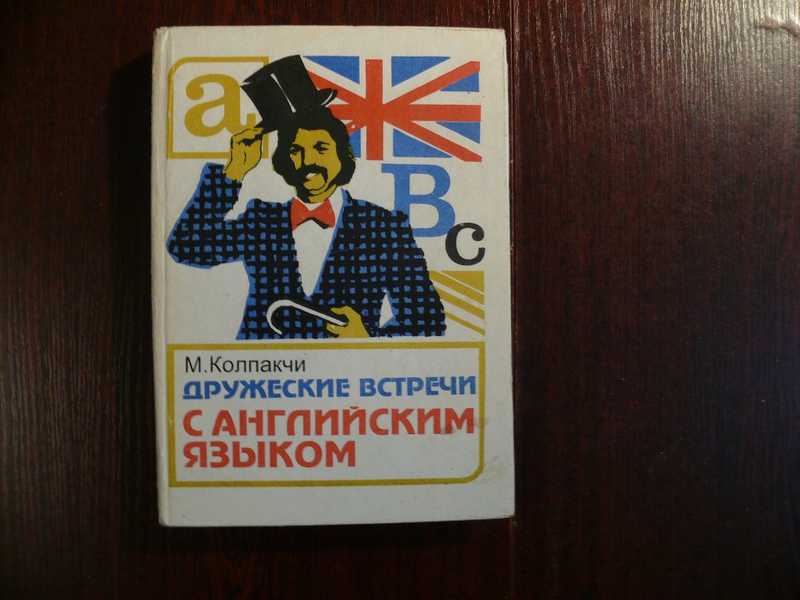 а
B
c
М.Колпакчи
ДРУЖЕСКИЕ ВСТРЕЧИ
С АНГЛИЙСКИМ
ЯЗЫКОМ